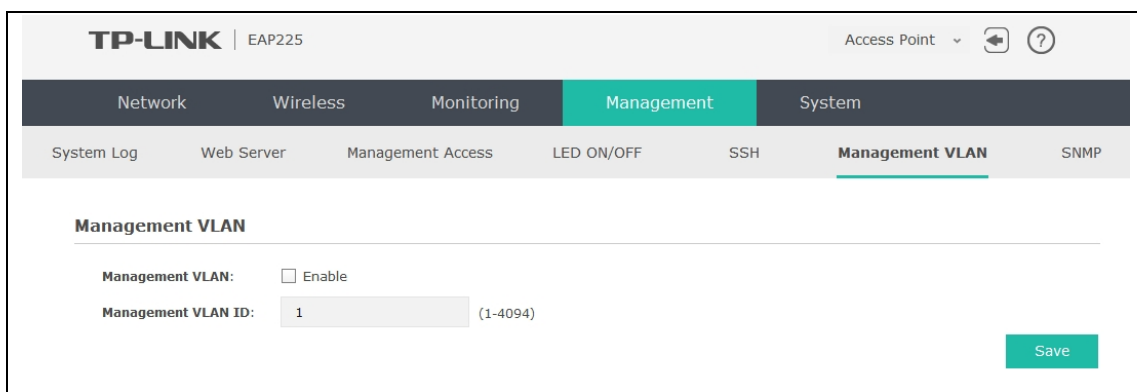 TP-LINK | EAP225 Access Point ?
Network Wireless Monitoring Management System
System Log Web Server Management Access LED ON/OFF SSH Management VLAN SNMP
Management VLAN
Management VLAN: Enable
Management VLAN ID: 1 (1-4094)
Save